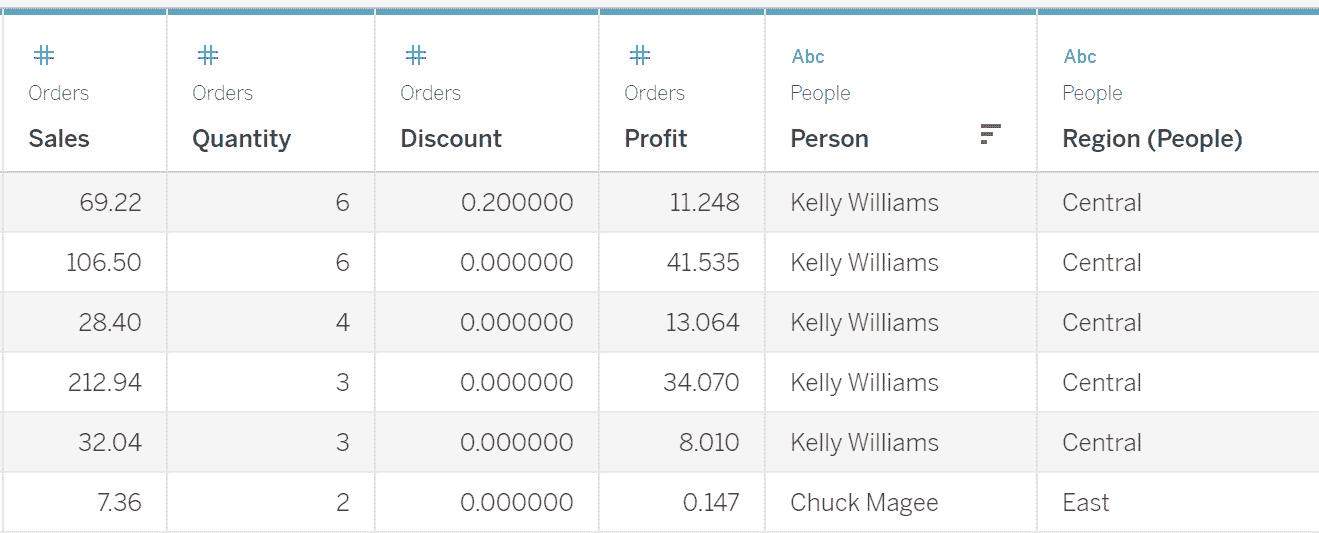 # # # # Abc Abc
Orders Orders Orders Orders People People
Sales Quantity Discount Profit Person Region (People)
69.22 6 0.200000 11.248 Kelly Williams Central
106.50 6 0.000000 41.535 Kelly Williams Central
28.40 4 0.000000 13.064 Kelly Williams Central
212.94 3 0.000000 34.070 Kelly Williams Central
32.04 3 0.000000 8.010 Kelly Williams Central
7.36 2 0.000000 0.147 Chuck Magee East